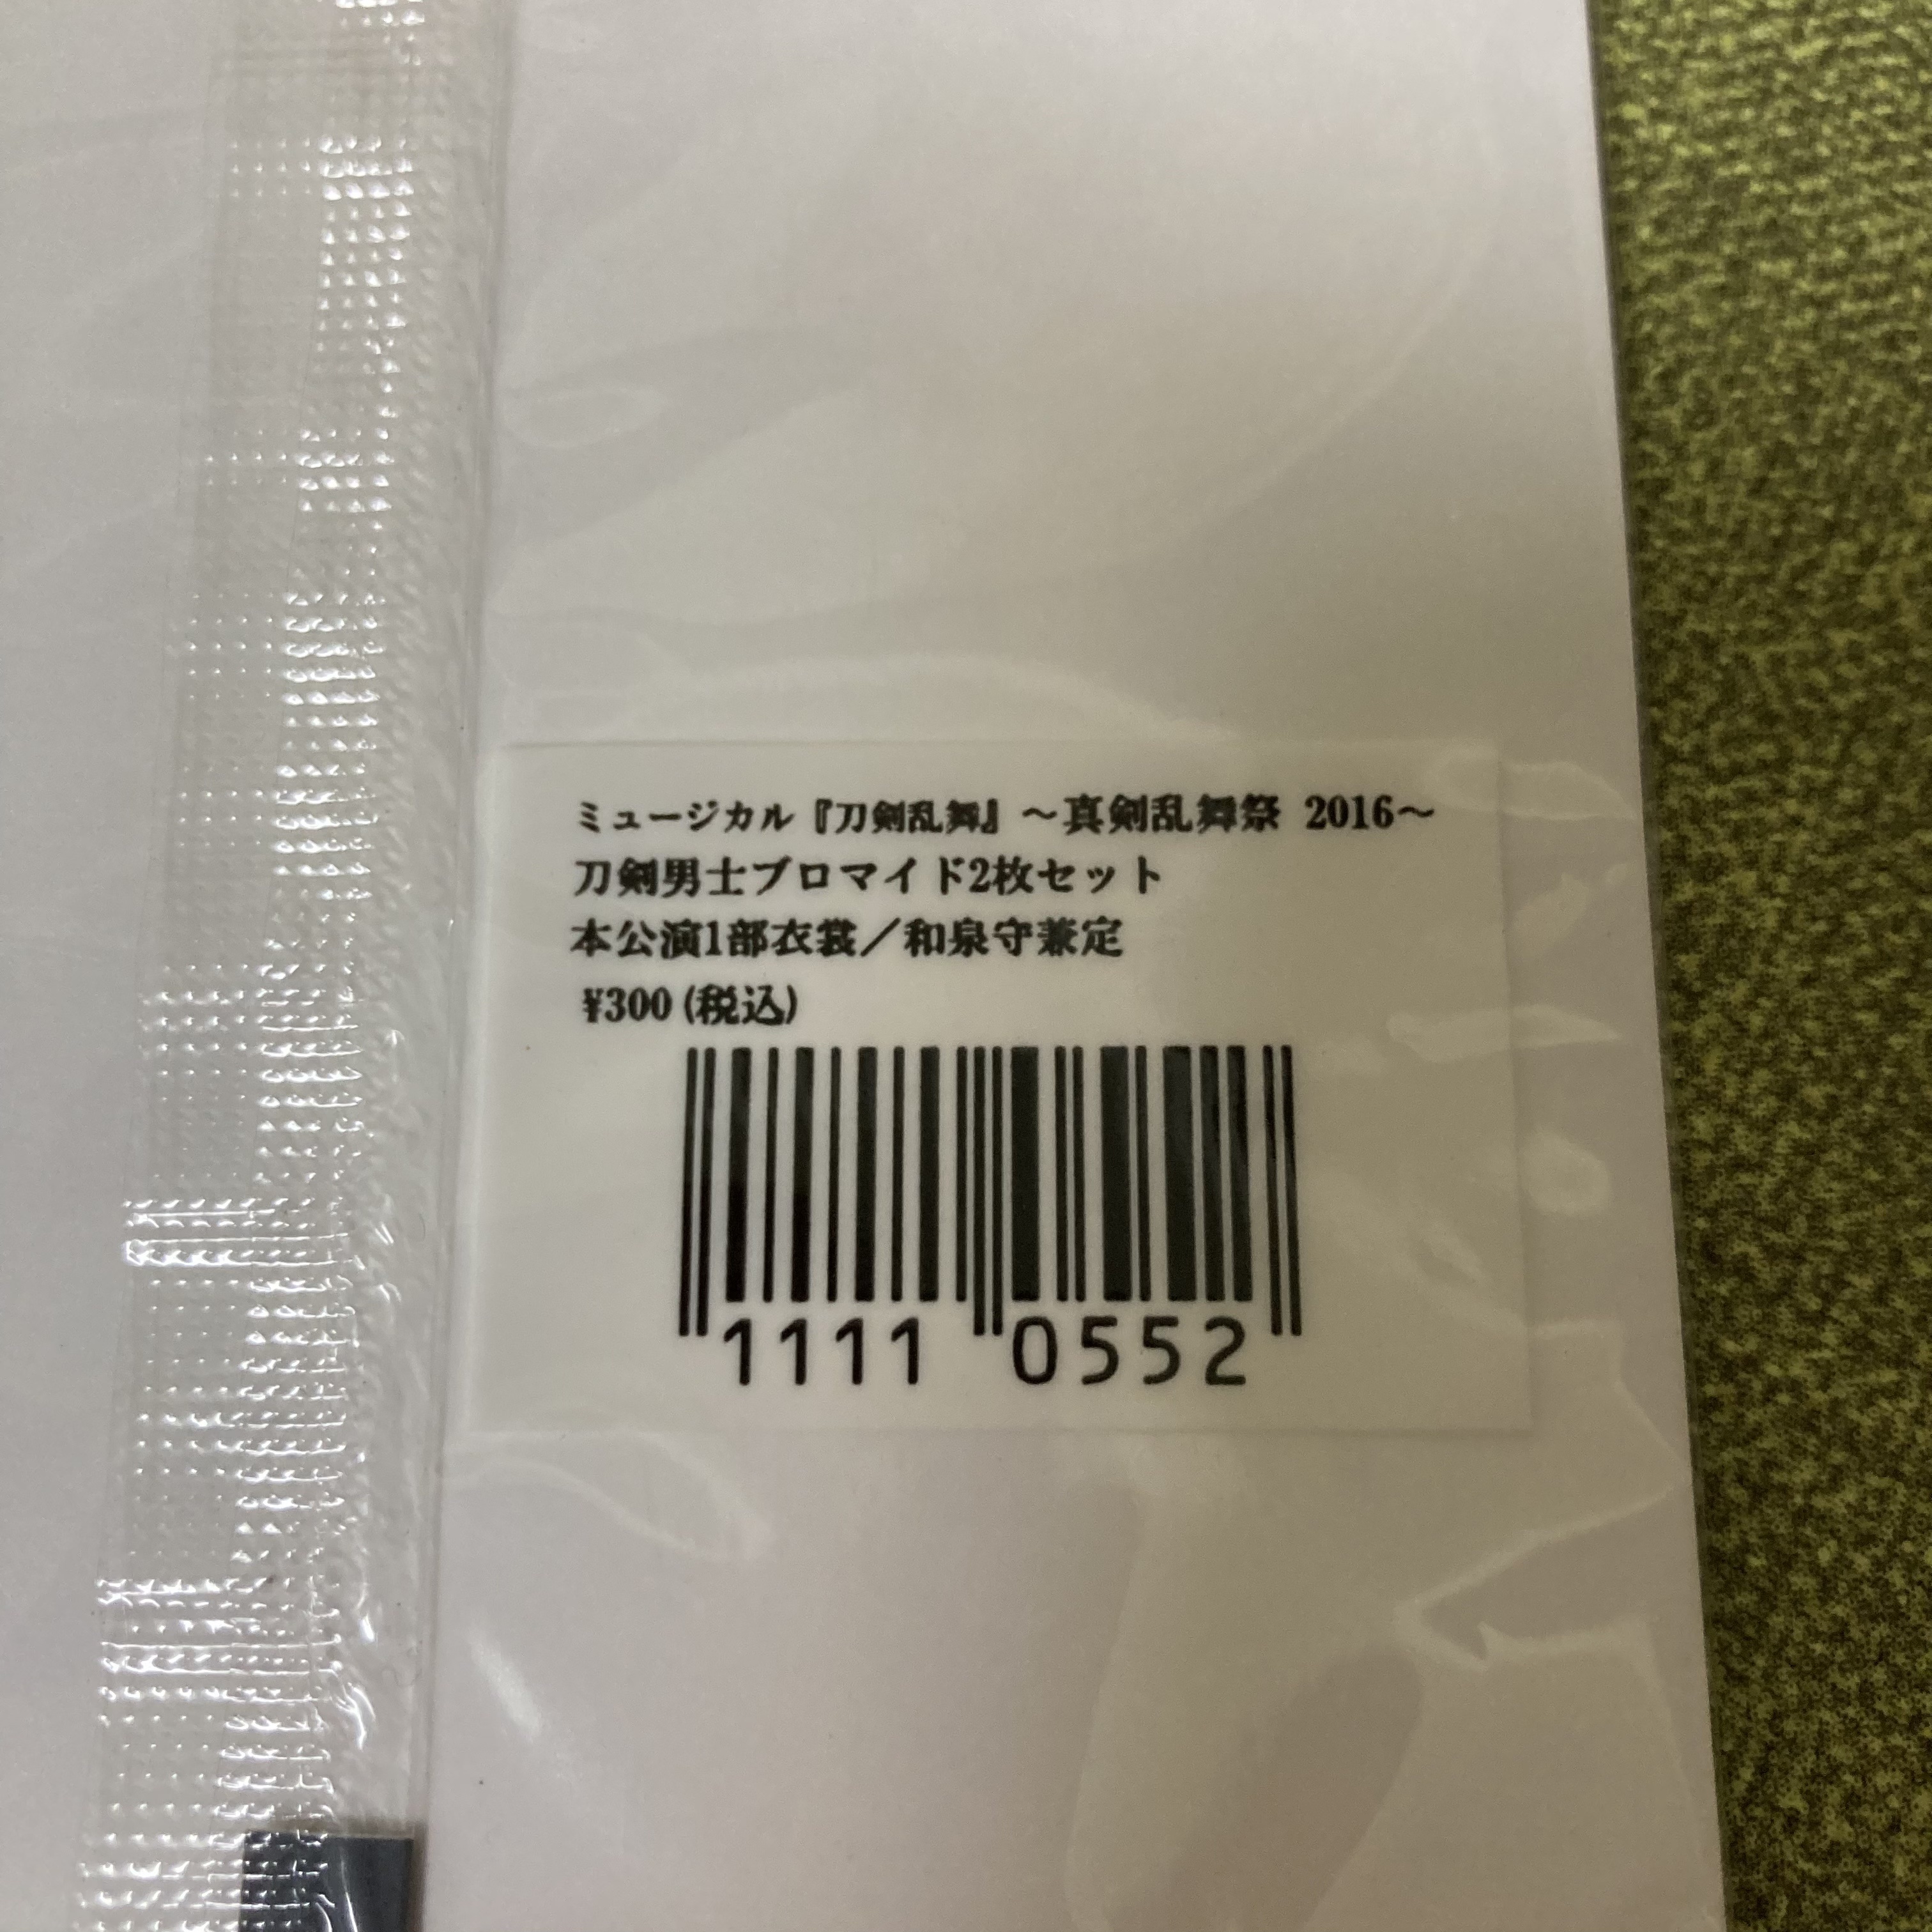 ミュージカル『刀剣乱舞』～真剣乱舞祭 2016～
刀剣男士ブロマイド2枚セット
本公演1部衣裳／和泉守兼定
¥300(税込)
1111 0552